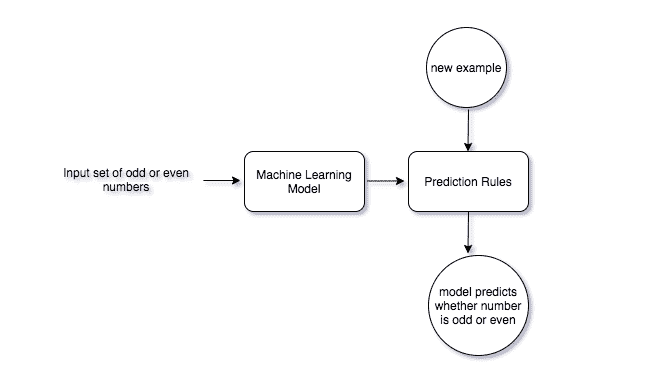 new example
Input set of odd or even
numbers
Machine Learning
Model
Prediction Rules
model predicts
whether number
is odd or even